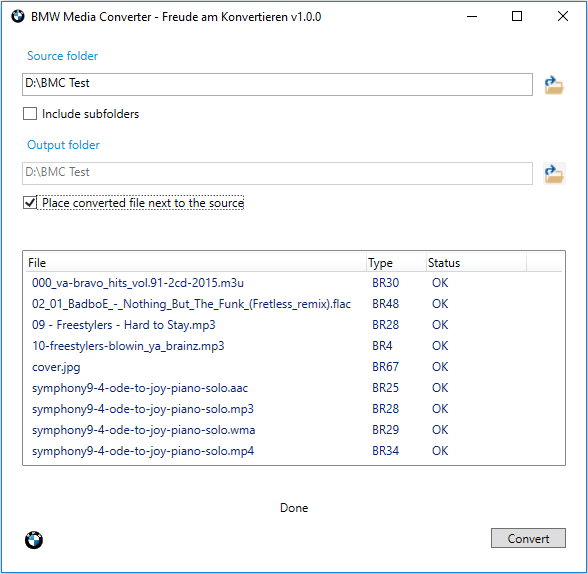 BMW Media Converter - Freude am Konvertieren v1.0.0
Source folder
D:\BMC Test
Include subfolders
Output folder
D:\BMC Test
Place converted file next to the source
File Type Status
000_va-bravo_hits_vol.91-2cd-2015.m3u BR30 OK
02_01_BadboE_-_Nothing_But_The_Funk_(Fretless_remix).flac BR48 OK
09 - Freestylers - Hard to Stay.mp3 BR28 OK
10-freestylers-blowin_ya_brainz.mp3 BR4 OK
cover.jpg BR67 OK
symphony9-4-ode-to-joy-piano-solo.aac BR25 OK
symphony9-4-ode-to-joy-piano-solo.mp3 BR28 OK
symphony9-4-ode-to-joy-piano-solo.wma BR29 OK
symphony9-4-ode-to-joy-piano-solo.mp4 BR34 OK
Done
Convert